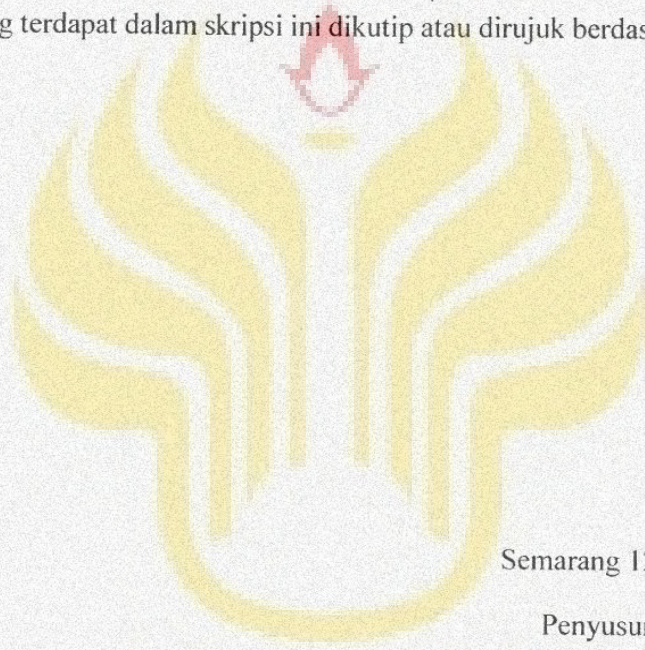 g terdapat dalam skripsi ini dikutip atau dirujuk berdas
Semarang 1
Penyusu